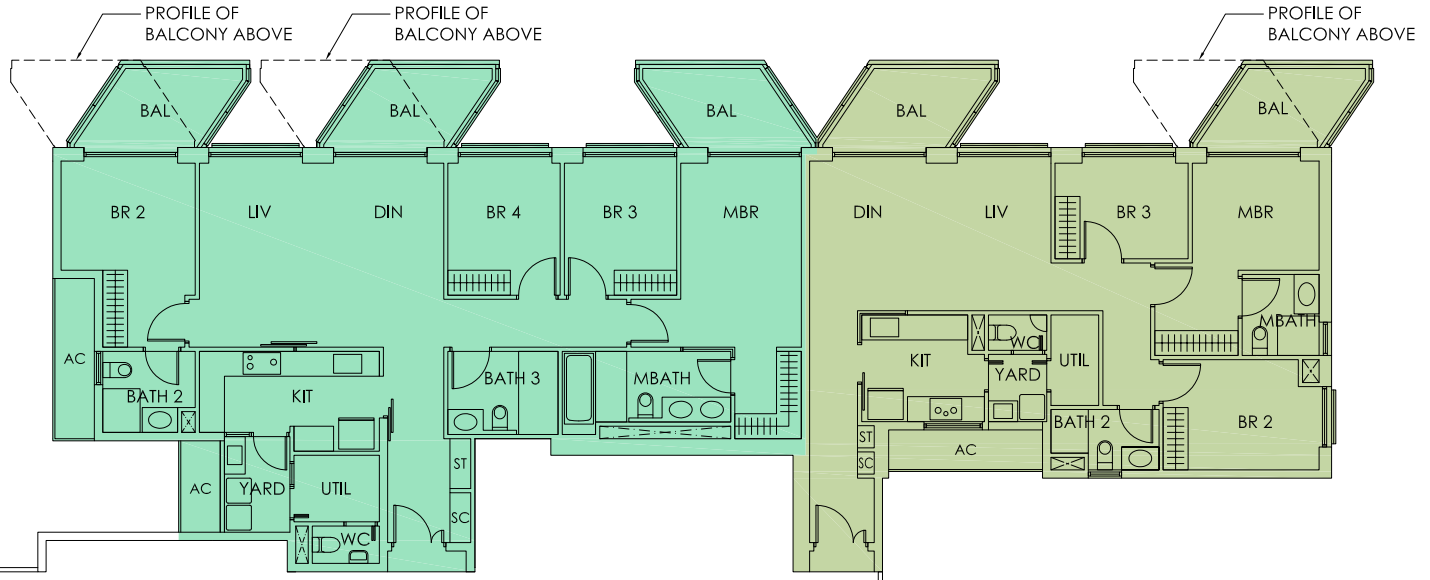 PROFILE OF
BALCONY ABOVE
PROFILE OF
BALCONY ABOVE
PROFILE OF
BALCONY ABOVE
BAL
BAL
BAL
BAL
BAL
BR 2
LIV
DIN
BR 4
BR 3
MBR
DIN
LIV
BR 3
MBR
AC
BATH 2
KIT
BATH 3
MBATH
KIT
WC
YARD
UTIL
MBATH
BATH 2
BR 2
ST
SC
AC
AC
YARD
UTIL
ST
SC
WC